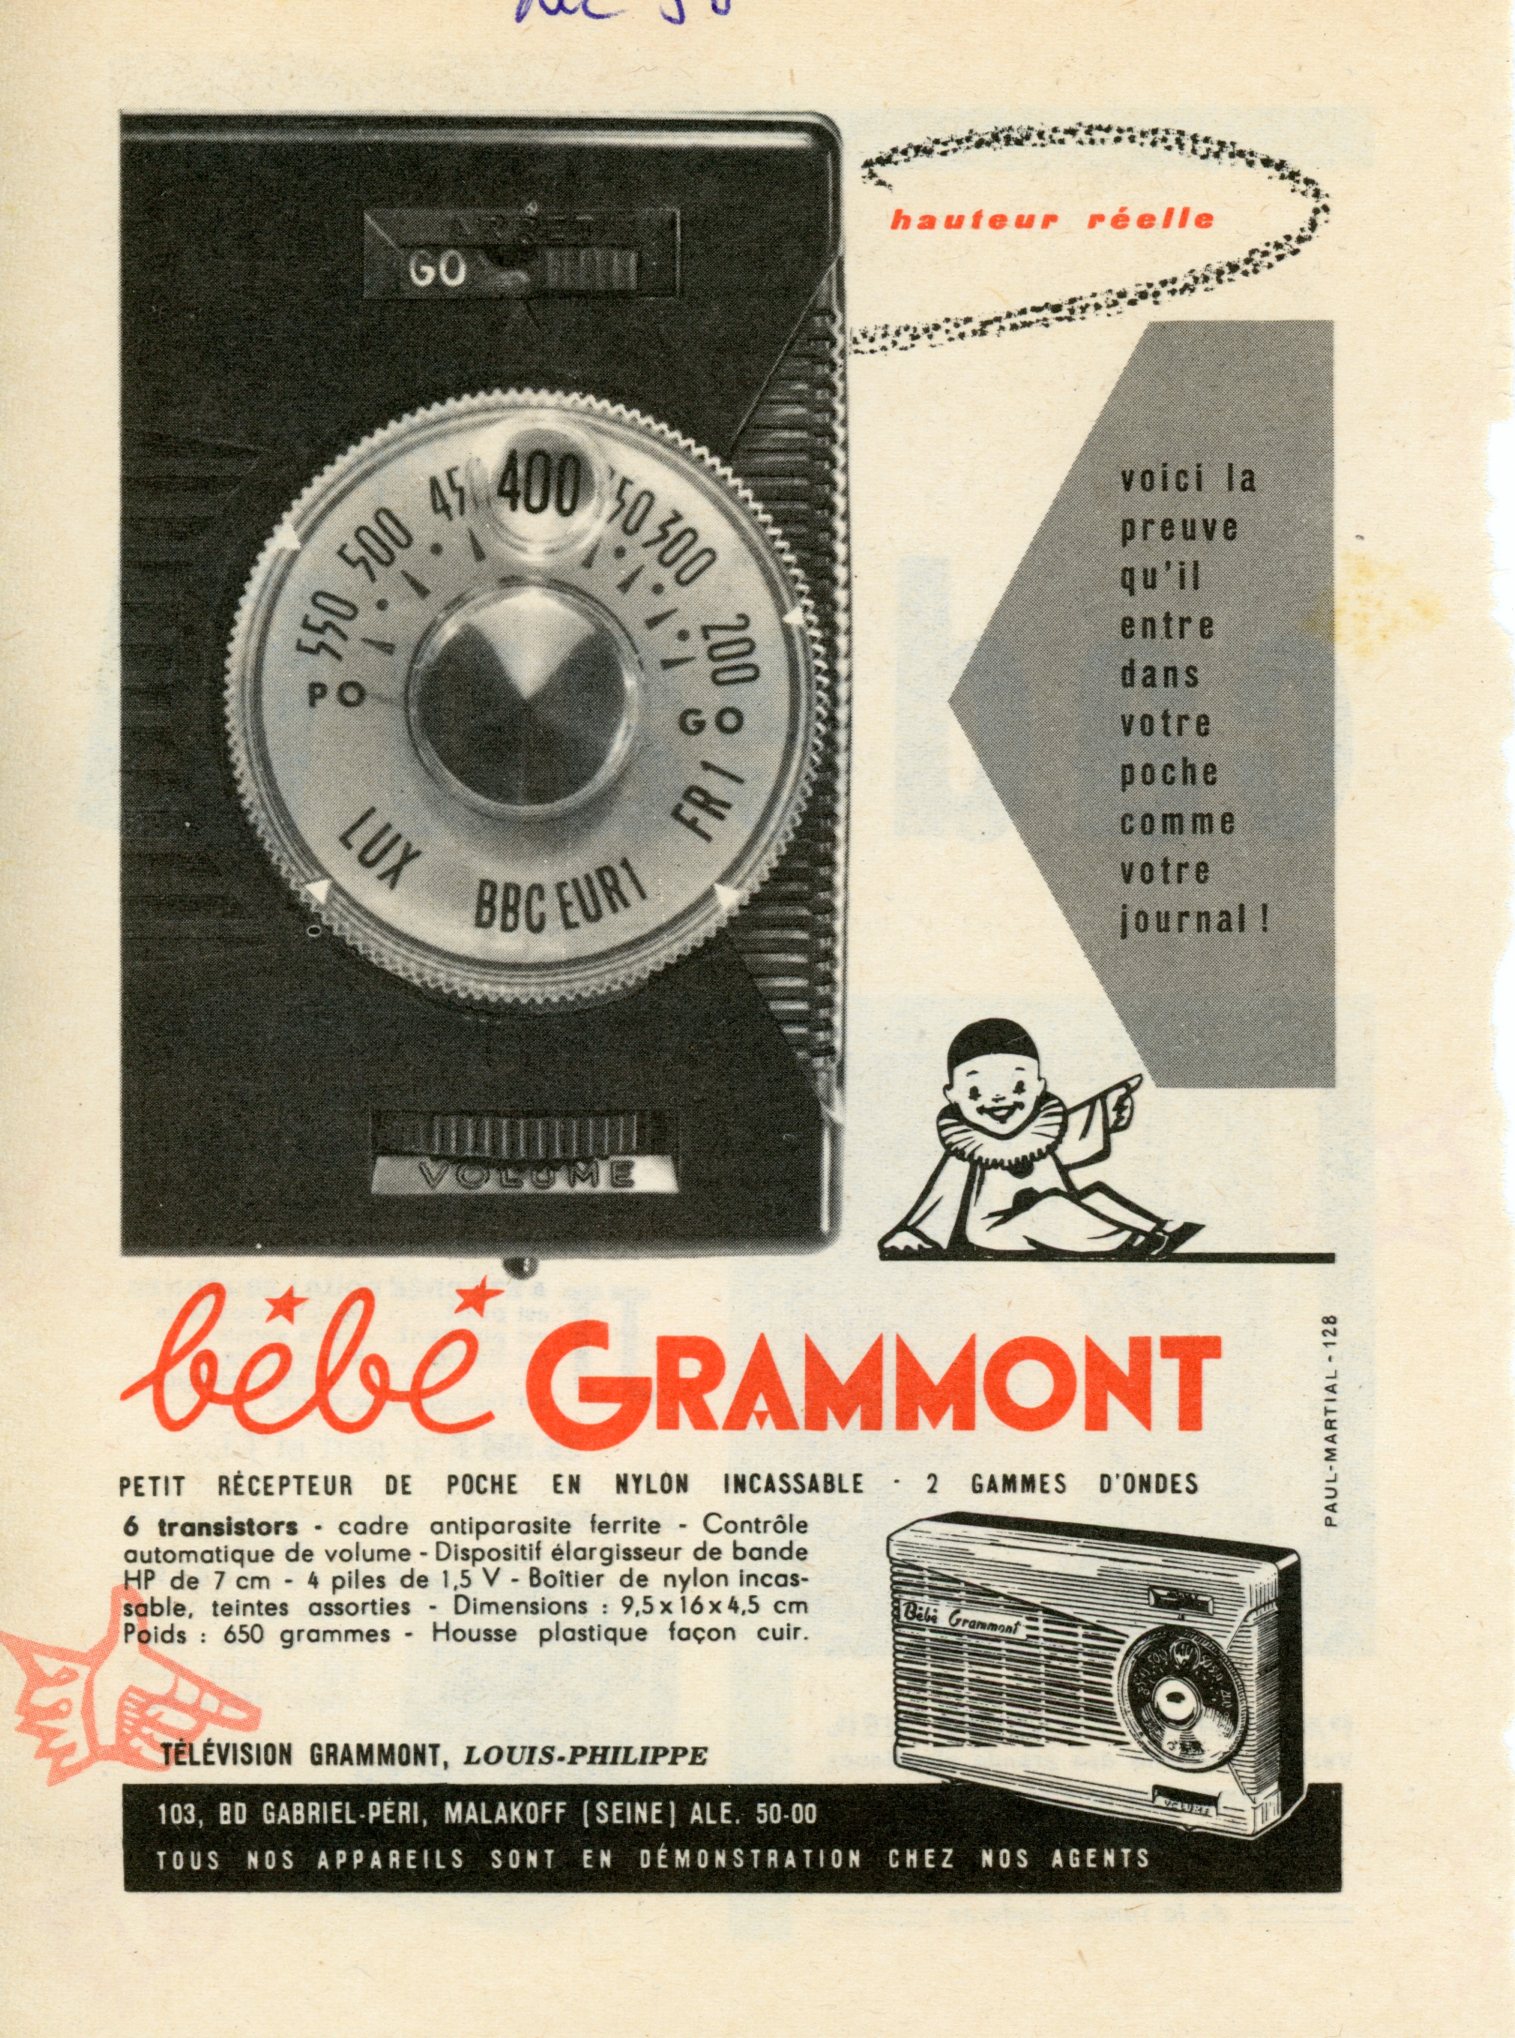 hauteur réelle
ARRET
GO
400
450
500
550
PO
300
200
GO
FR 1
BBC EUR1
LUX
VOLUME
voici la
preuve
qu'il
entre
dans
votre
poche
comme
votre
journal !
bébé GRAMMONT
PAUL-MARTIAL - 128
PETIT RÉCEPTEUR DE POCHE EN NYLON INCASSABLE - 2 GAMMES D'ONDES
6 transistors - cadre antiparasite ferrite - Contrôle
automatique de volume - Dispositif élargisseur de bande
HP de 7 cm - 4 piles de 1,5 V - Boîtier de nylon incas-
sable, teintes assorties - Dimensions : 9,5 x 16 x 4,5 cm
Poids : 650 grammes - Housse plastique façon cuir.
Bébé Grammont
VOLUME
TÉLÉVISION GRAMMONT, LOUIS-PHILIPPE
103, BD GABRIEL-PÉRI, MALAKOFF (SEINE) ALE. 50-00
TOUS NOS APPAREILS SONT EN DÉMONSTRATION CHEZ NOS AGENTS